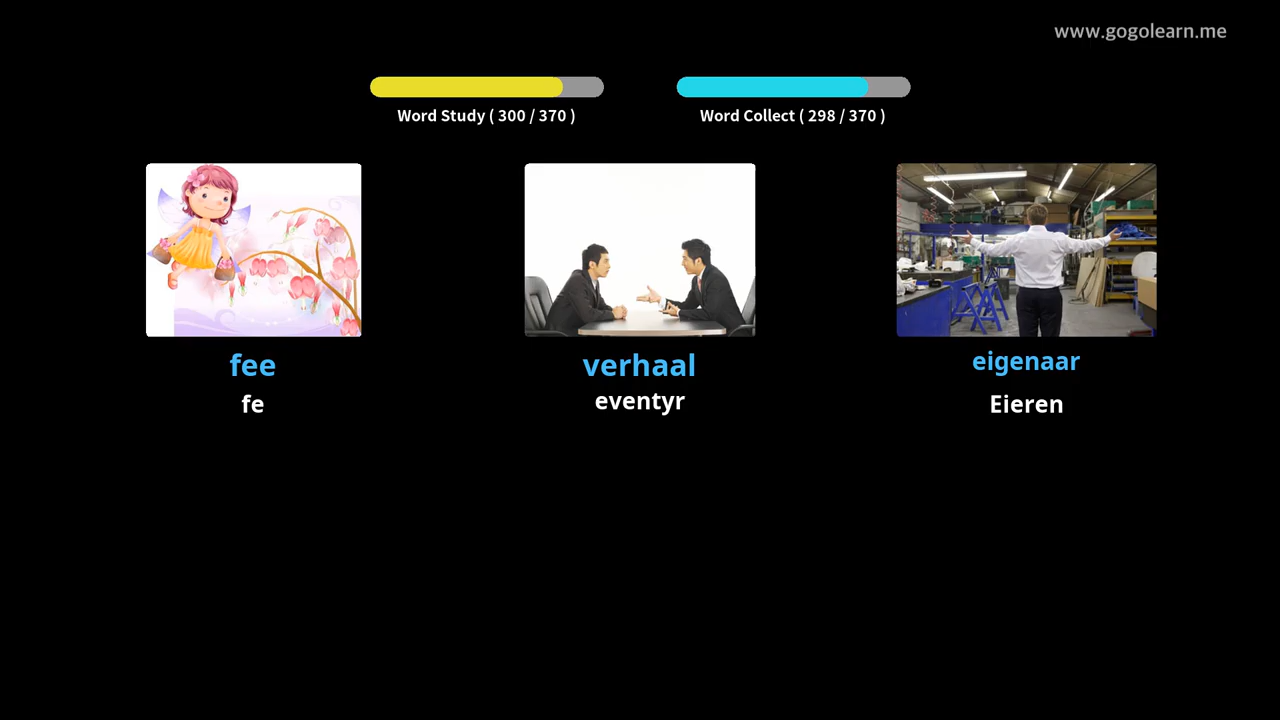 www.gogolearn.me
Word Study ( 300 / 370 )
Word Collect ( 298 / 370 )
fee
fe
verhaal
eventyr
eigenaar
Eieren